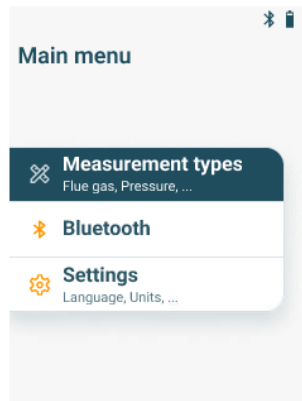 Main menu
Measurement types
Flue gas, Pressure, ...
Bluetooth
Settings
Language, Units, ...